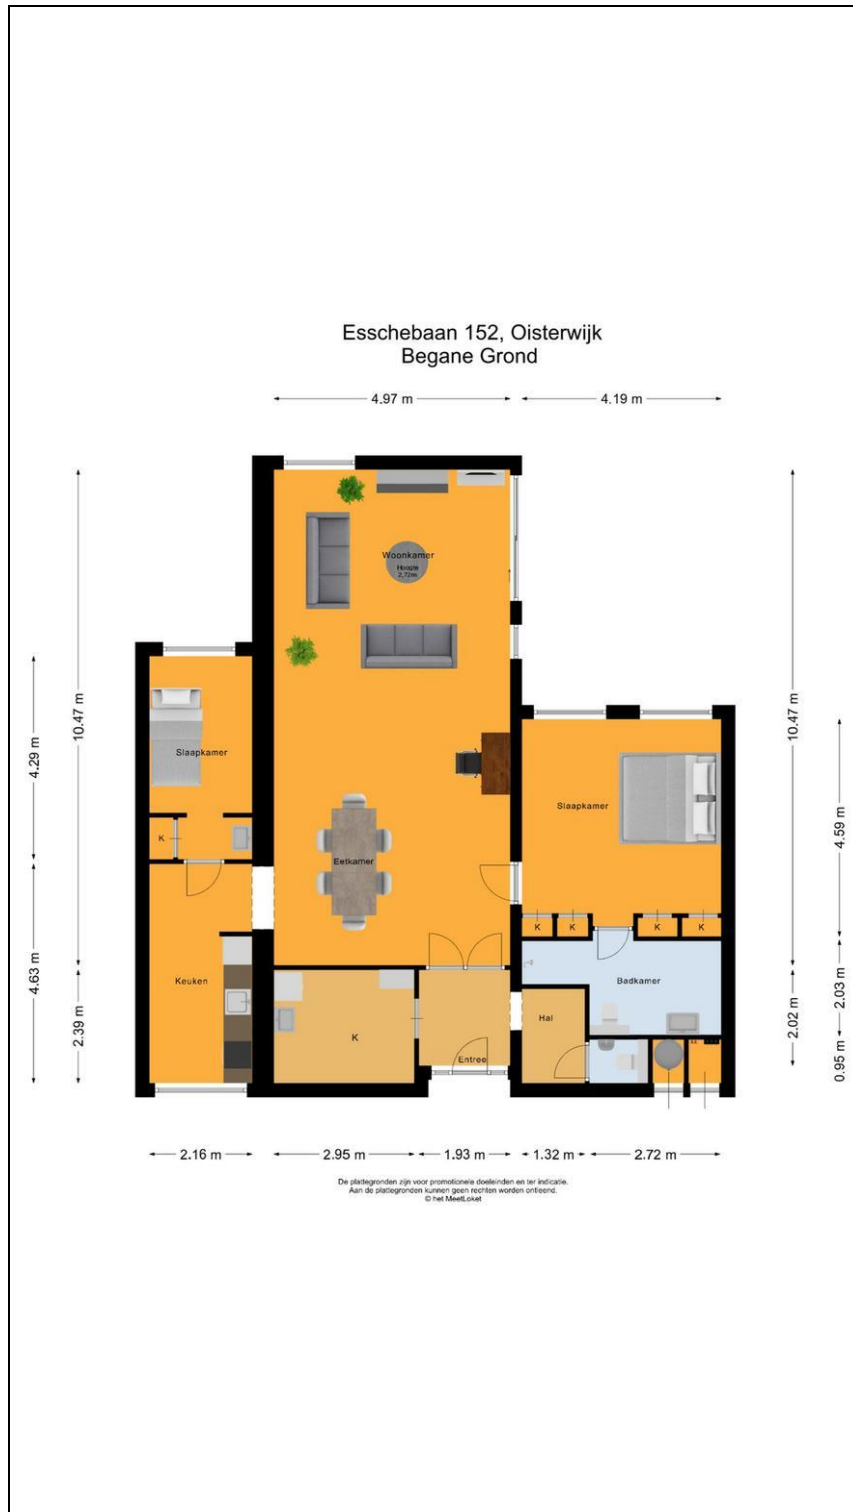 Esschebaan 152, Oisterwijk
Begane Grond
4.97 m
4.19 m
Woonkamer
Hoogte
2,72m
10.47 m
4.29 m
Slaapkamer
K
Eetkamer
Slaapkamer
K
K
K
K
10.47 m
4.59 m
4.63 m
2.39 m
Keuken
K
Entree
Hal
Badkamer
2.02 m
2.03 m
0.95 m
2.16 m
2.95 m
1.93 m
1.32 m
2.72 m
De plattegronden zijn voor promotionele doeleinden en ter indicatie.
Aan de plattegronden kunnen geen rechten worden ontleend.
© het MeetLoket